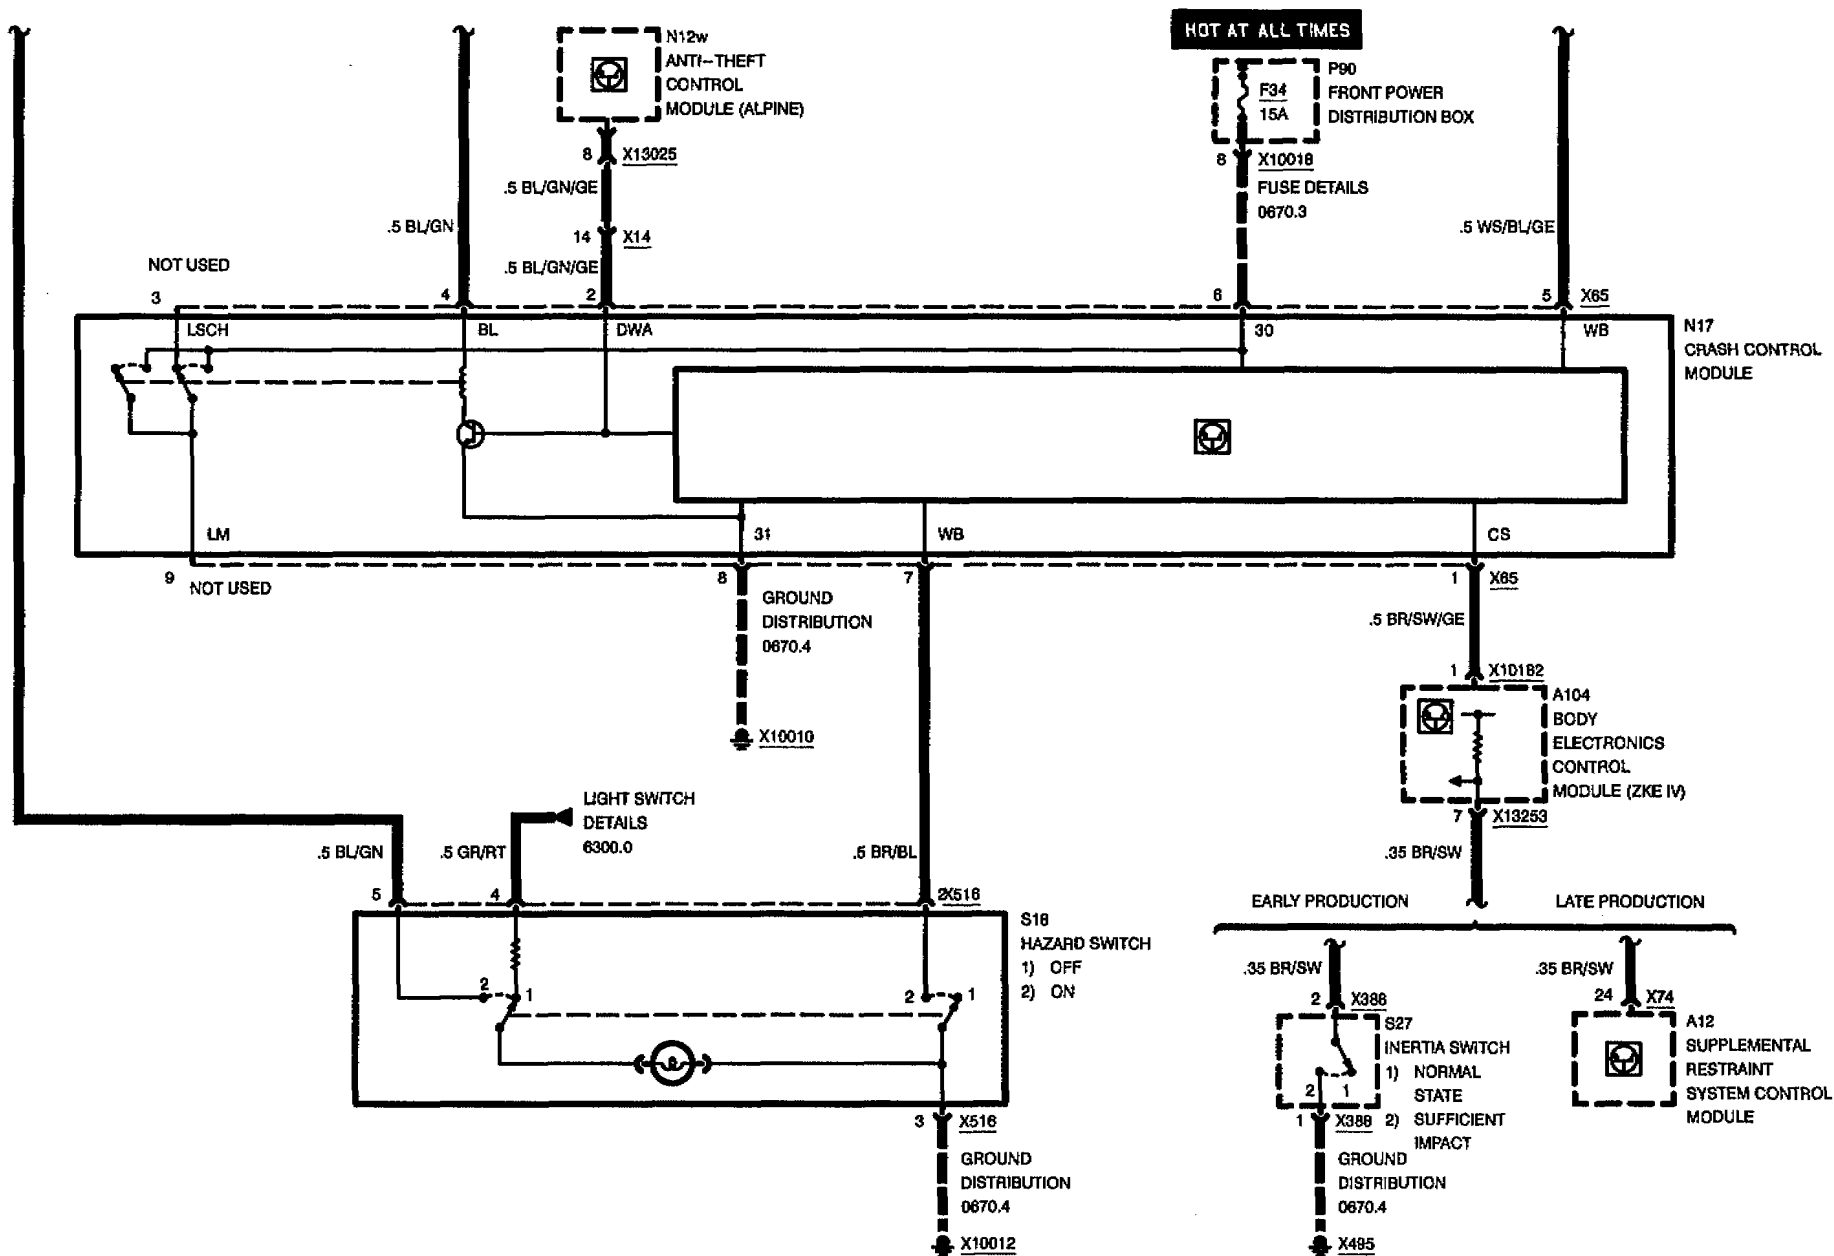 HOT AT ALL TIMES
N12w
ANTI-THEFT
CONTROL
MODULE (ALPINE)
P90
FRONT POWER
DISTRIBUTION BOX
F34
15A
8 X13025
8 X10018
.5 BL/GN/GE
FUSE DETAILS
0670.3
.5 BL/GN
14 X14
.5 WS/BL/GE
NOT USED
.5 BL/GN/GE
3 4 2 6 5 X65
LSCH BL DWA 30 WB
N17
CRASH CONTROL
MODULE
LM 31 WB CS
9 NOT USED 8 7 1 X65
GROUND
DISTRIBUTION
0670.4
.5 BR/SW/GE
1 X10182
X10010
A104
BODY
ELECTRONICS
CONTROL
MODULE (ZKE IV)
LIGHT SWITCH
DETAILS
6300.0
7 X13253
.5 BL/GN .5 GR/RT .5 BR/BL .35 BR/SW
5 4 2 X516
EARLY PRODUCTION LATE PRODUCTION
S18
HAZARD SWITCH
1) OFF
2) ON
2 1 2 1
.35 BR/SW .35 BR/SW
2 X388 24 X74
S27
INERTIA SWITCH
1) NORMAL
STATE
2) SUFFICIENT
IMPACT
2 1
A12
SUPPLEMENTAL
RESTRAINT
SYSTEM CONTROL
MODULE
3 X516 1 X388
GROUND
DISTRIBUTION
0670.4
GROUND
DISTRIBUTION
0670.4
X10012 X495